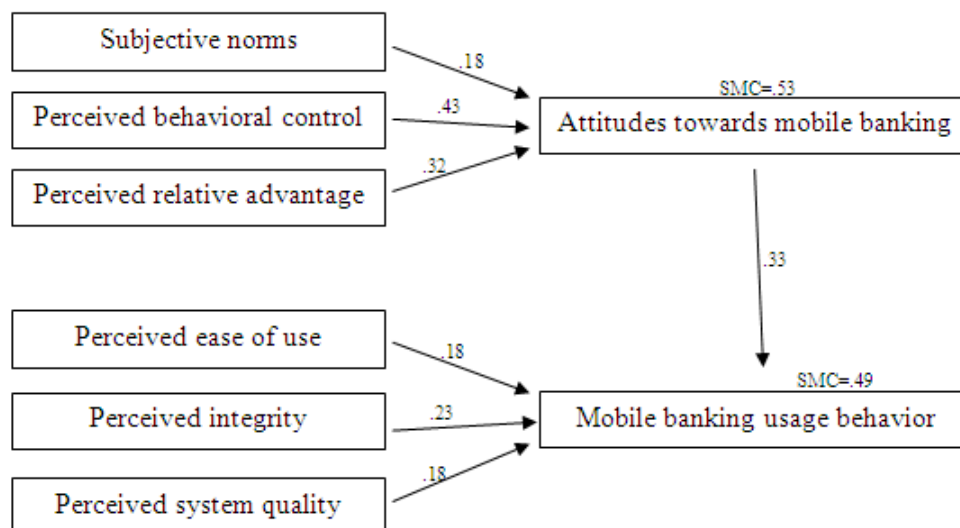 Subjective norms
.18
SMC=.53
Perceived behavioral control
.43
Attitudes towards mobile banking
.32
Perceived relative advantage
.33
Perceived ease of use
.18
SMC=.49
Perceived integrity
.23
Mobile banking usage behavior
.18
Perceived system quality